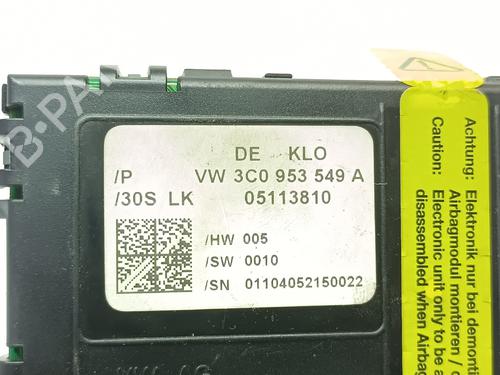 DE KLO
/P VW 3C0 953 549 A
/30S LK 05113810
/HW 005
/SW 0010
/SN 01104052150022
B-PA
Achtung: Elektronik nur bei demonti
Airbagmodul montieren / d
Caution: Electronic unit only to be a
disassembled when Airbag